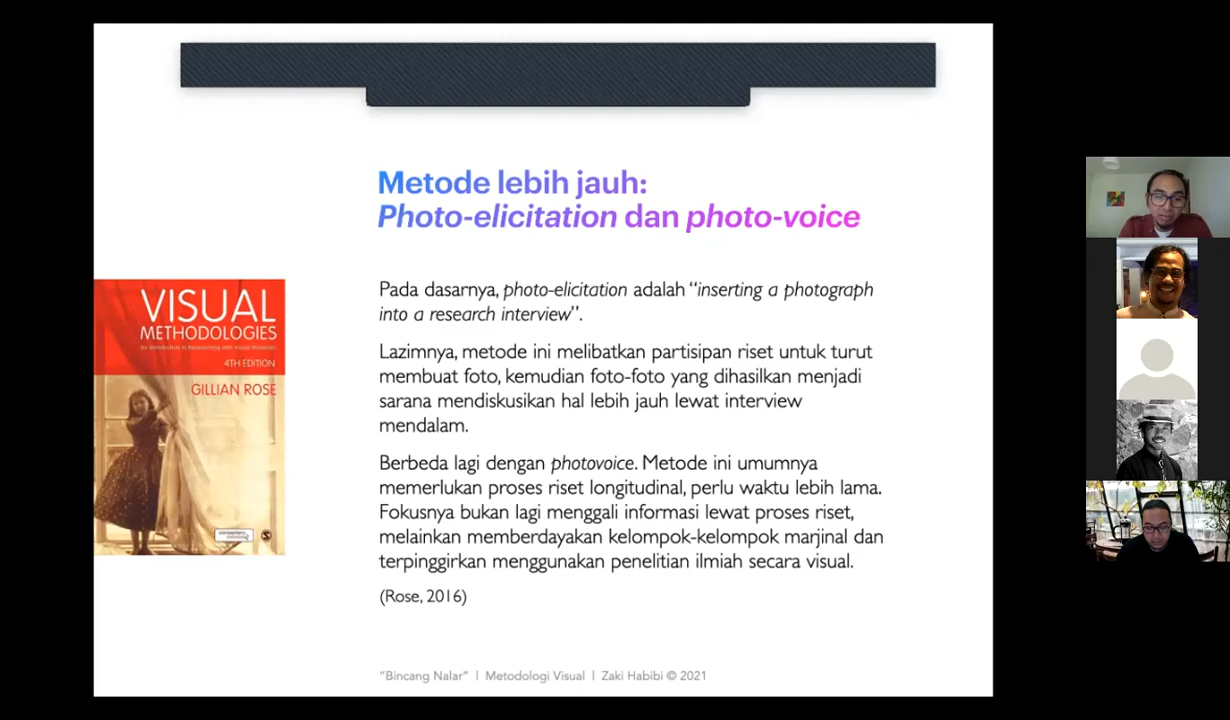 Metode lebih jauh:
Photo-elicitation dan photo-voice
Pada dasarnya, photo-elicitation adalah “inserting a photograph
into a research interview”.
Lazimnya, metode ini melibatkan partisipan riset untuk turut
membuat foto, kemudian foto-foto yang dihasilkan menjadi
sarana mendiskusikan hal lebih jauh lewat interview
mendalam.
Berbeda lagi dengan photovoice. Metode ini umumnya
memerlukan proses riset longitudinal, perlu waktu lebih lama.
Fokusnya bukan lagi menggali informasi lewat proses riset,
melainkan memberdayakan kelompok-kelompok marjinal dan
terpinggirkan menggunakan penelitian ilmiah secara visual.
(Rose, 2016)
VISUAL
METHODOLOGIES
4TH EDITION
GILLIAN ROSE
“Bincang Nalar” | Metodologi Visual | Zaki Habibi © 2021